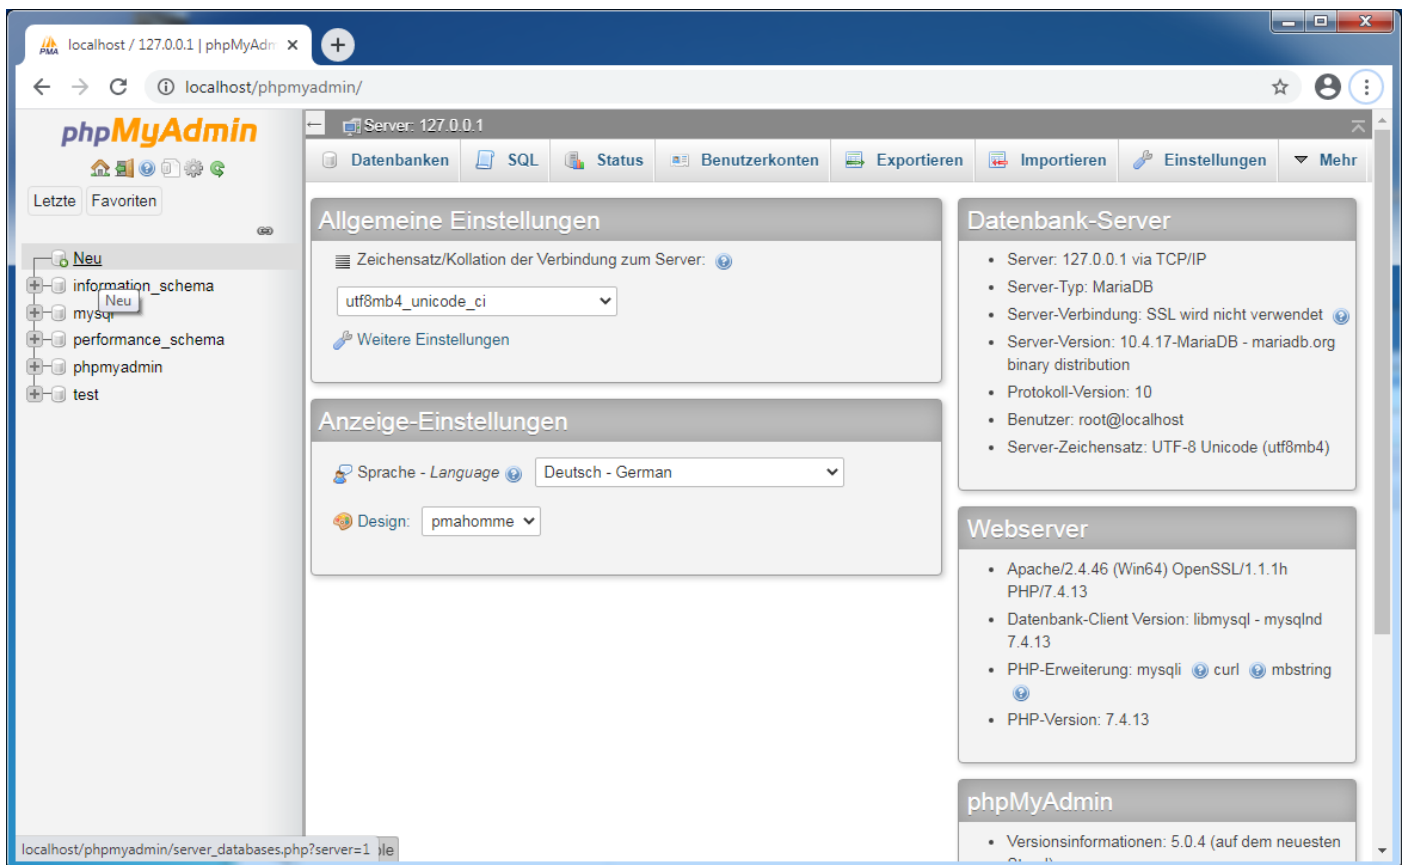 localhost / 127.0.0.1 | phpMyAdm
localhost/phpmyadmin/
phpMyAdmin
Letzte Favoriten
Neu
information_schema
Neu
mysql
performance_schema
phpmyadmin
test
localhost/phpmyadmin/server_databases.php?server=1
Server: 127.0.0.1
Datenbanken SQL Status Benutzerkonten Exportieren Importieren Einstellungen Mehr
Allgemeine Einstellungen
Zeichensatz/Kollation der Verbindung zum Server:
utf8mb4_unicode_ci
Weitere Einstellungen
Anzeige-Einstellungen
Sprache - Language Deutsch - German
Design: pmahomme
Datenbank-Server
Server: 127.0.0.1 via TCP/IP
Server-Typ: MariaDB
Server-Verbindung: SSL wird nicht verwendet
Server-Version: 10.4.17-MariaDB - mariadb.org
binary distribution
Protokoll-Version: 10
Benutzer: root@localhost
Server-Zeichensatz: UTF-8 Unicode (utf8mb4)
Webserver
Apache/2.4.46 (Win64) OpenSSL/1.1.1h
PHP/7.4.13
Datenbank-Client Version: libmysql - mysqlnd
7.4.13
PHP-Erweiterung: mysqli curl mbstring
PHP-Version: 7.4.13
phpMyAdmin
Versionsinformationen: 5.0.4 (auf dem neuesten